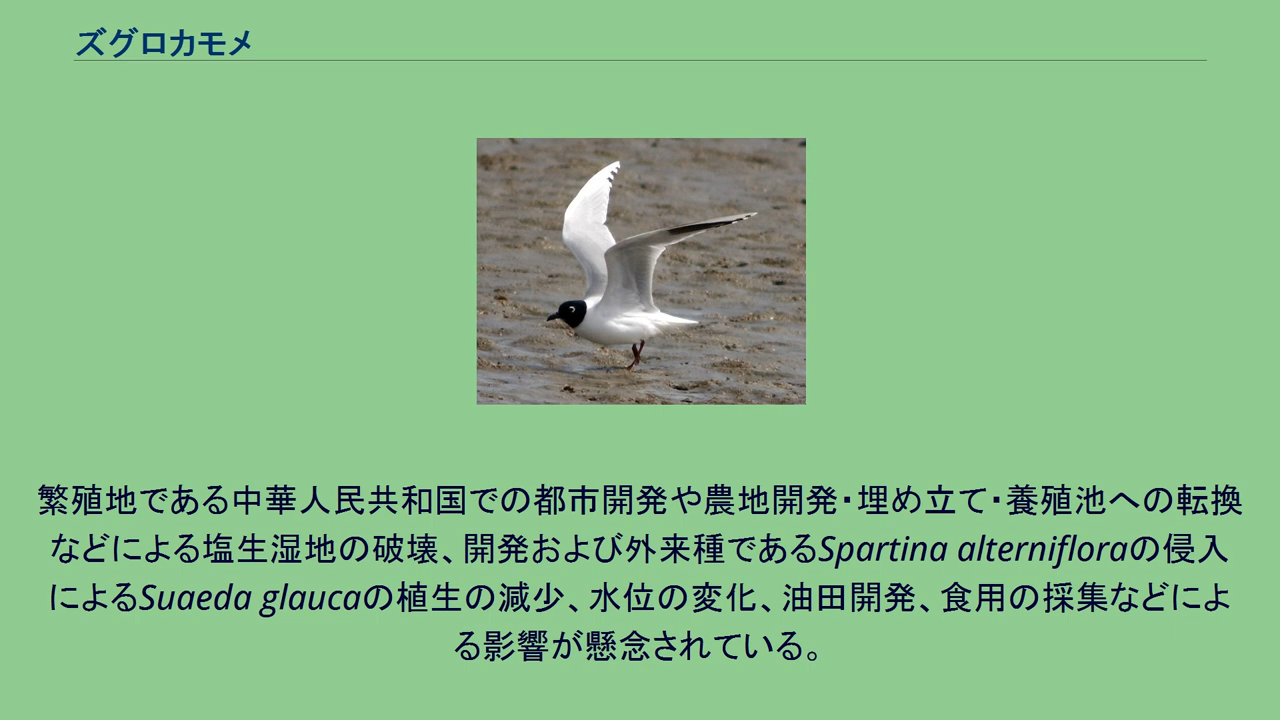 ズグロカモメ
繁殖地である中華人民共和国での都市開発や農地開発・埋め立て・養殖池への転換
などによる塩生湿地の破壊、開発および外来種であるSpartina alternifloraの侵入
によるSuaeda glaucaの植生の減少、水位の変化、油田開発、食用の採集などによ
る影響が懸念されている。